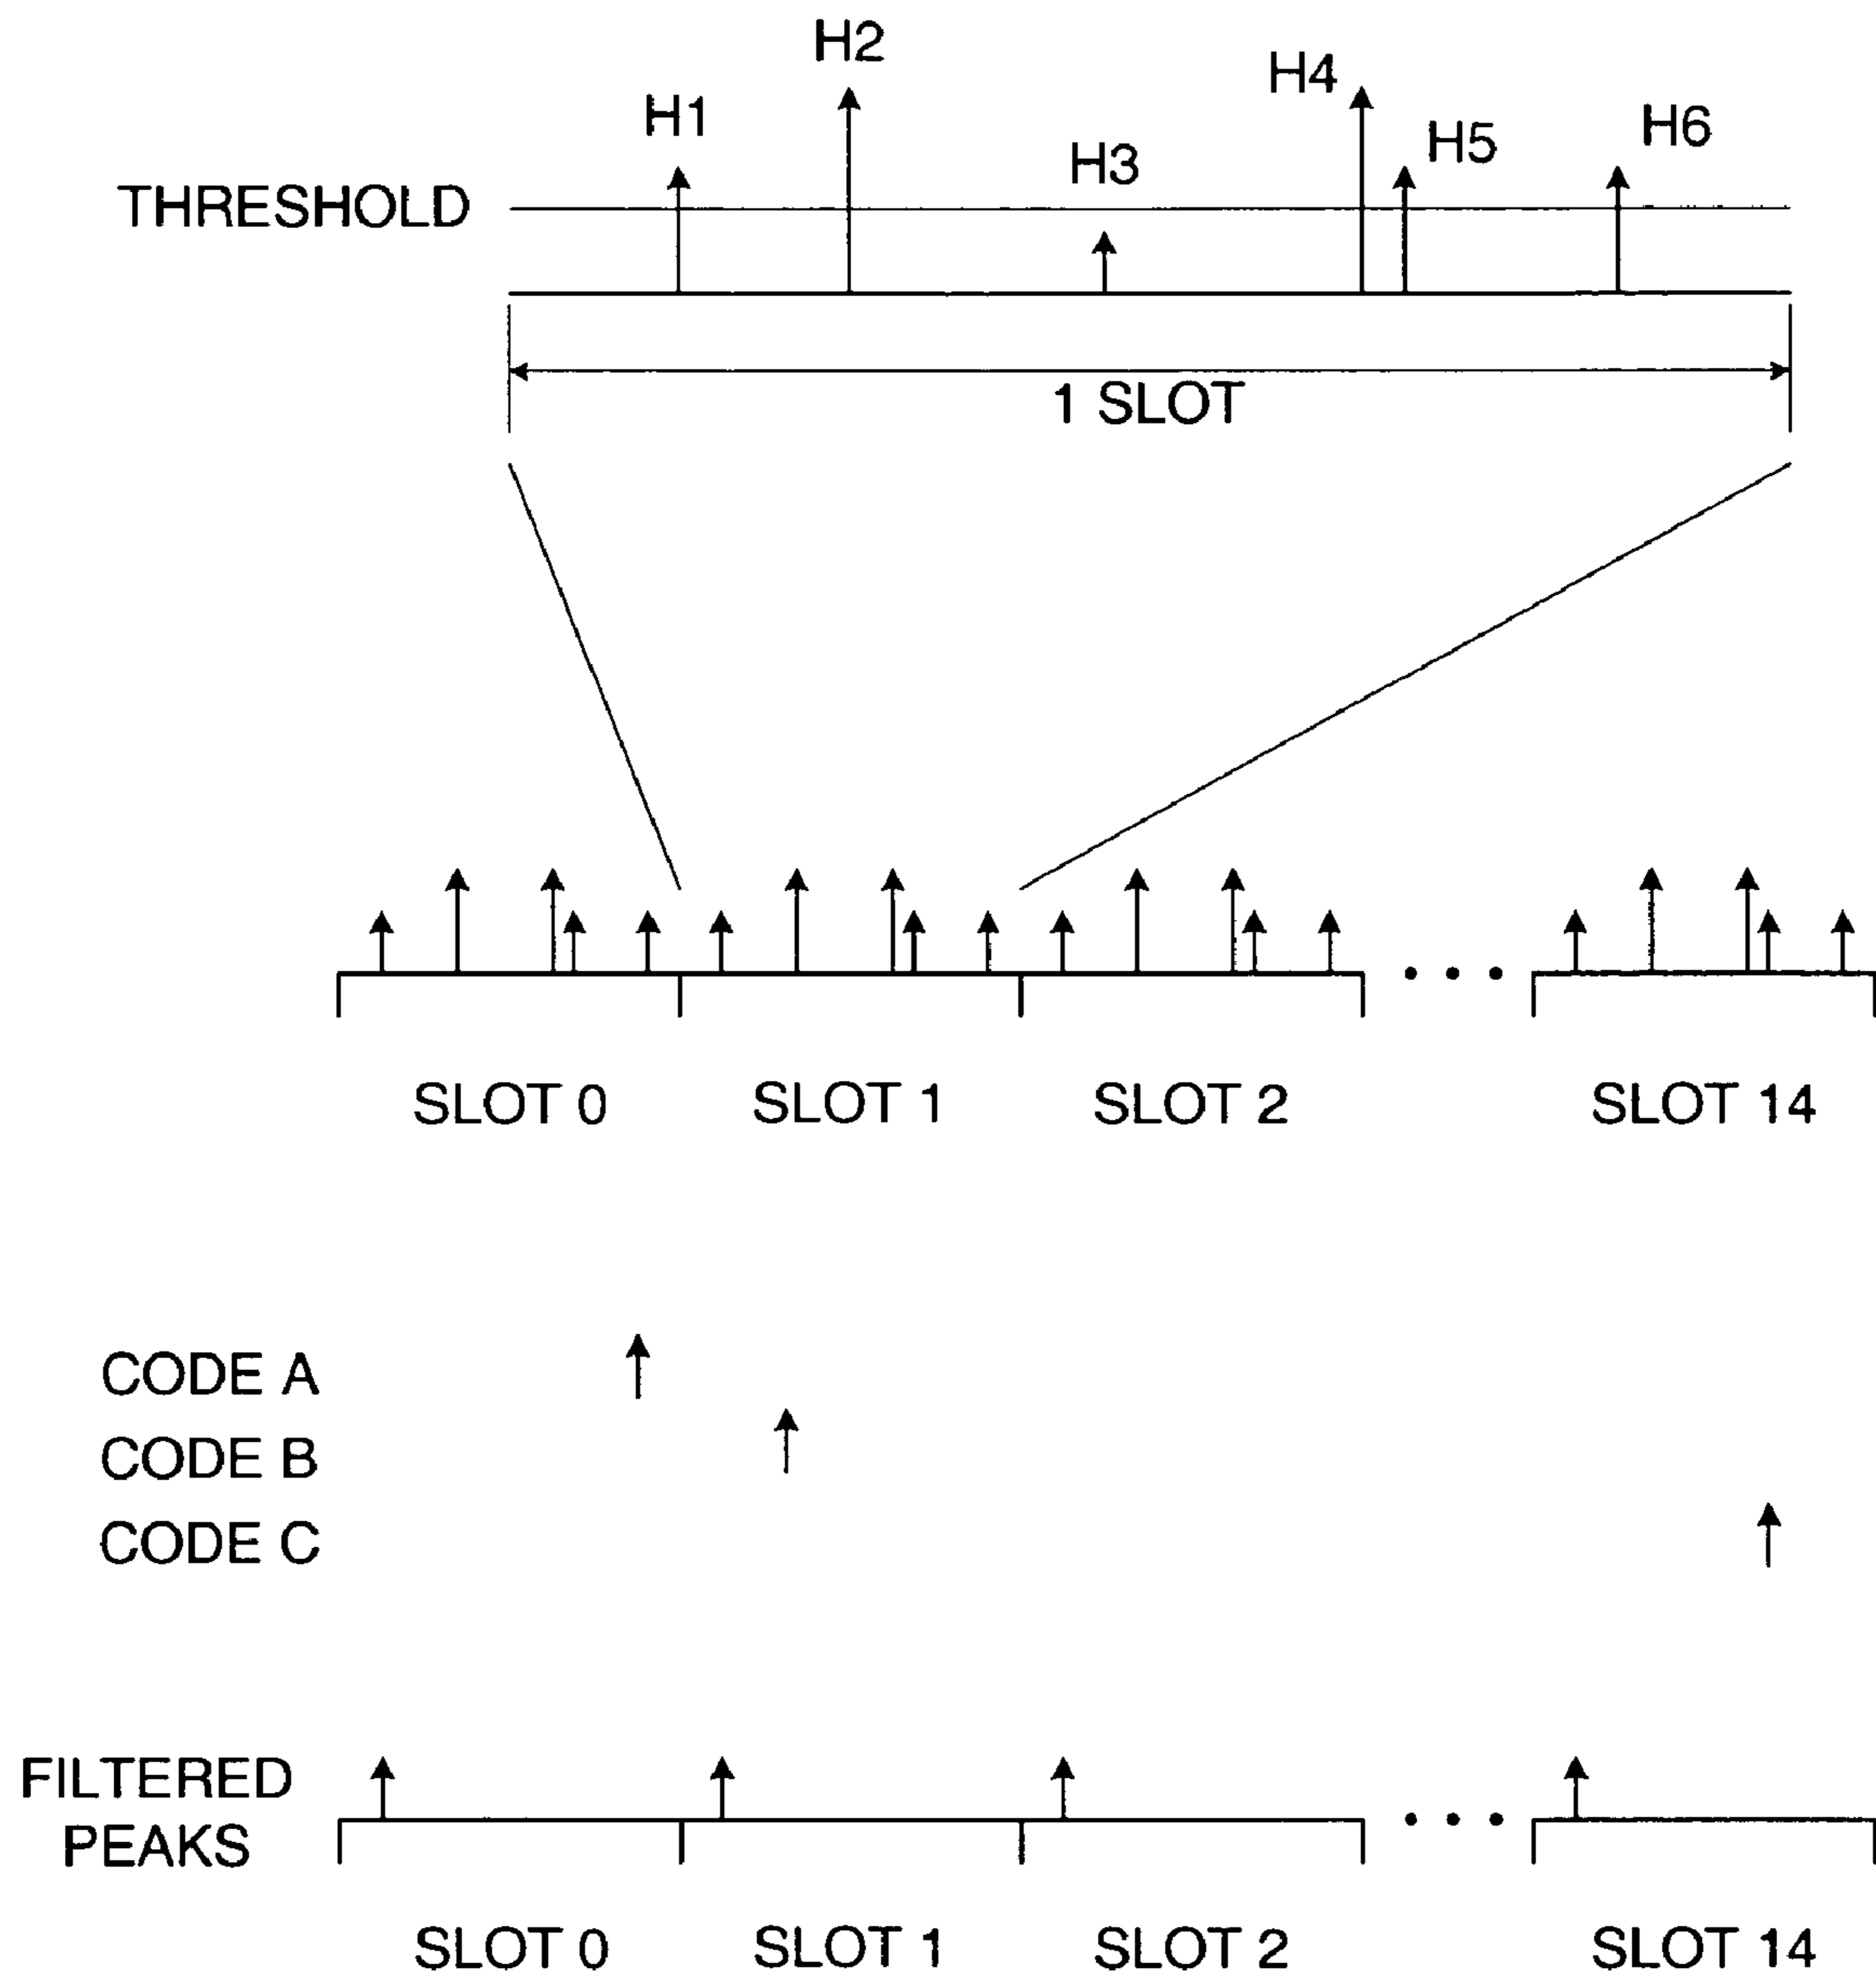 H1
H2
H3
H4
H5
H6
THRESHOLD
1 SLOT
SLOT 0
SLOT 1
SLOT 2
SLOT 14
CODE A
CODE B
CODE C
FILTERED
PEAKS
SLOT 0
SLOT 1
SLOT 2
SLOT 14